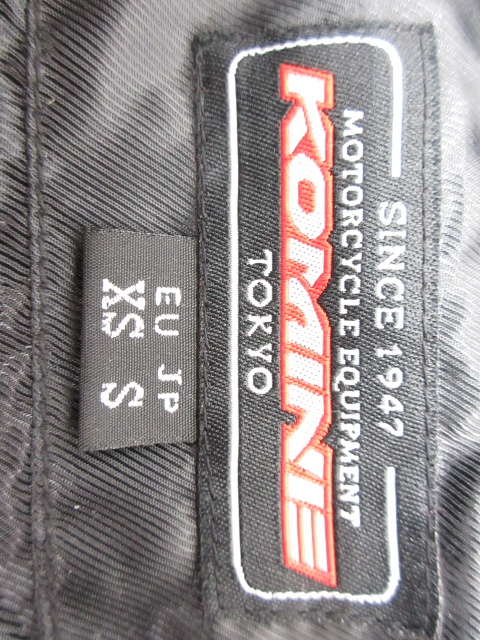 SINCE 1947
MOTORCYCLE EQUIPMENT
KOMINE
TOKYO
EU JP
XS S